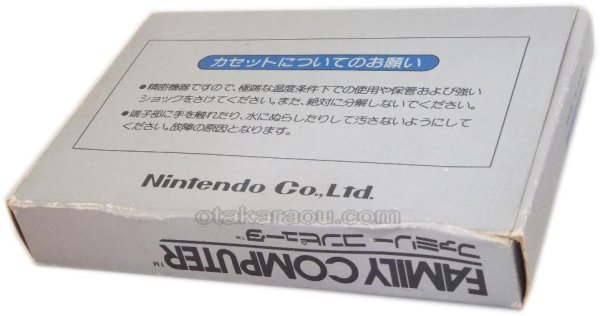 カセットについてのお願い
●精密機器ですので、極端な温度条件下での使用や保管および強い
ショックをさけてください。また、絶対に分解しないでください。
●端子部に手を触れたり、水にぬらしたりして汚さないようにして
ください。故障の原因となります。
Nintendo Co.,Ltd.
otakaraou.com
FAMILY COMPUTER™
ファミリー コンピュータ™